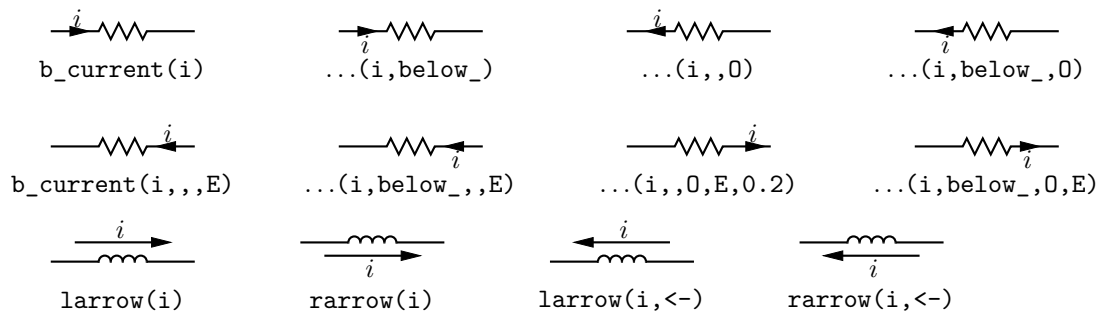 i i i i
b_current(i) ...(i,below_) ...(i,,O) ...(i,below_,O)
i i i i
b_current(i,,,E) ...(i,below_,,E) ...(i,,O,E,0.2) ...(i,below_,O,E)
i i i i
larrow(i) rarrow(i) larrow(i,<-) rarrow(i,<-)